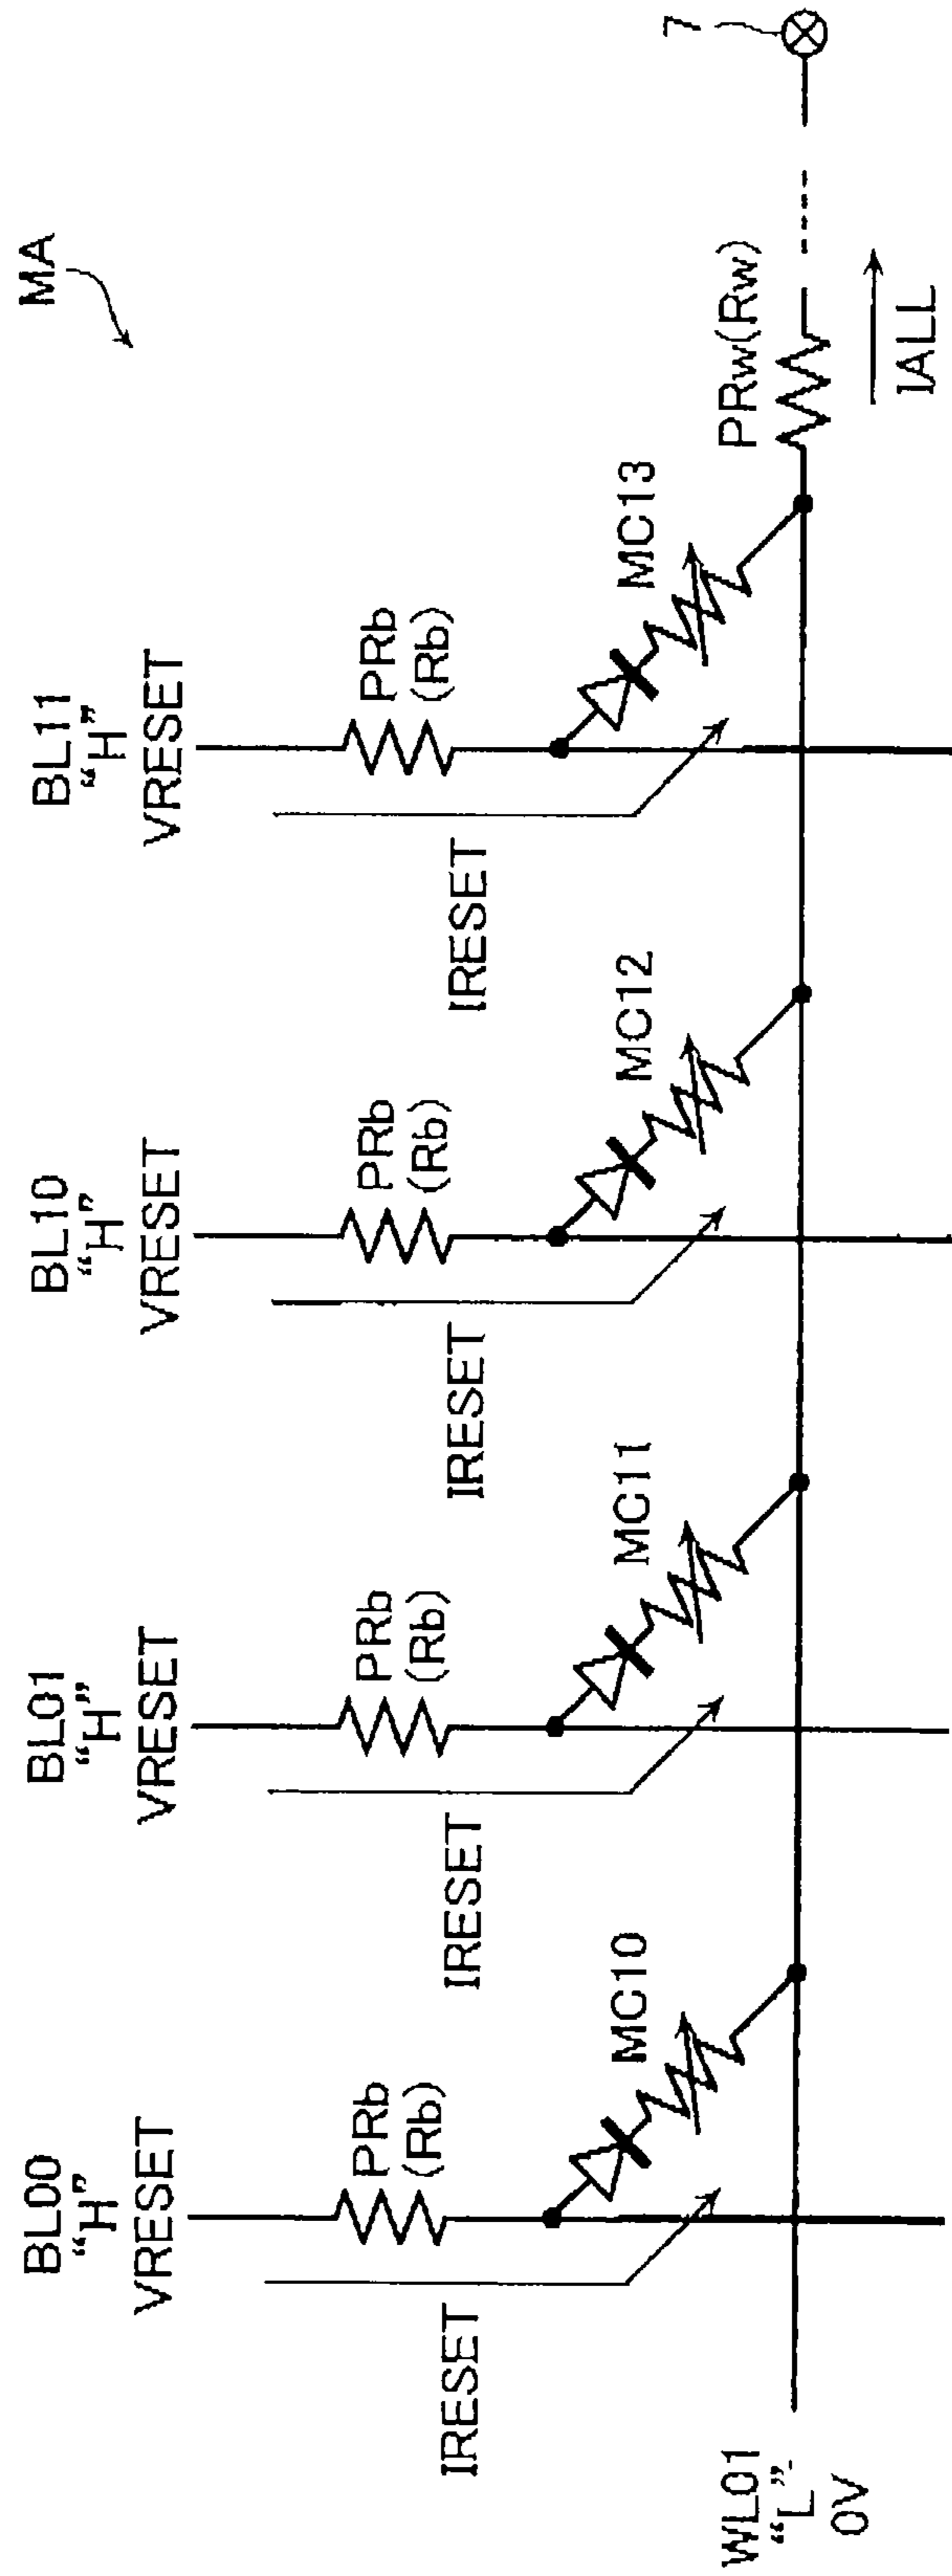 MA
BL00
“H”
VRESET
BL01
“H”
VRESET
BL10
“H”
VRESET
BL11
“H”
VRESET
PRb
(Rb)
PRb
(Rb)
PRb
(Rb)
PRb
(Rb)
IRESET
IRESET
IRESET
IRESET
MC10
MC11
MC12
MC13
PRw(Rw)
7
WL01
“L”
0V
IALL